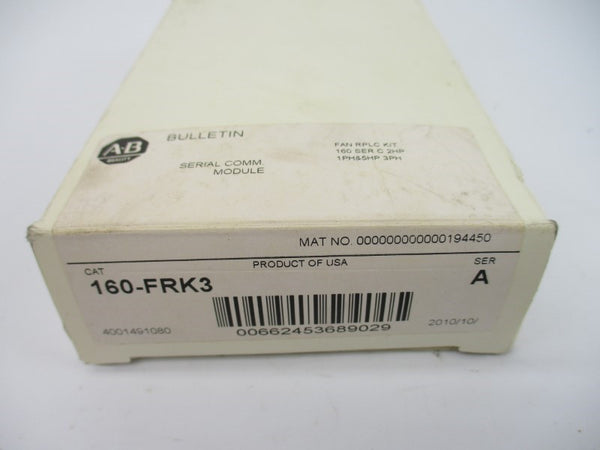 A-B
QUALITY
BULLETIN
SERIAL COMM.
MODULE
FAN RPLC KIT
160 SER C 2HP
1PH&5HP 3PH
MAT NO. 000000000000194450
PRODUCT OF USA
CAT
160-FRK3
SER
A
4001491080
00662453689029
2010/10/